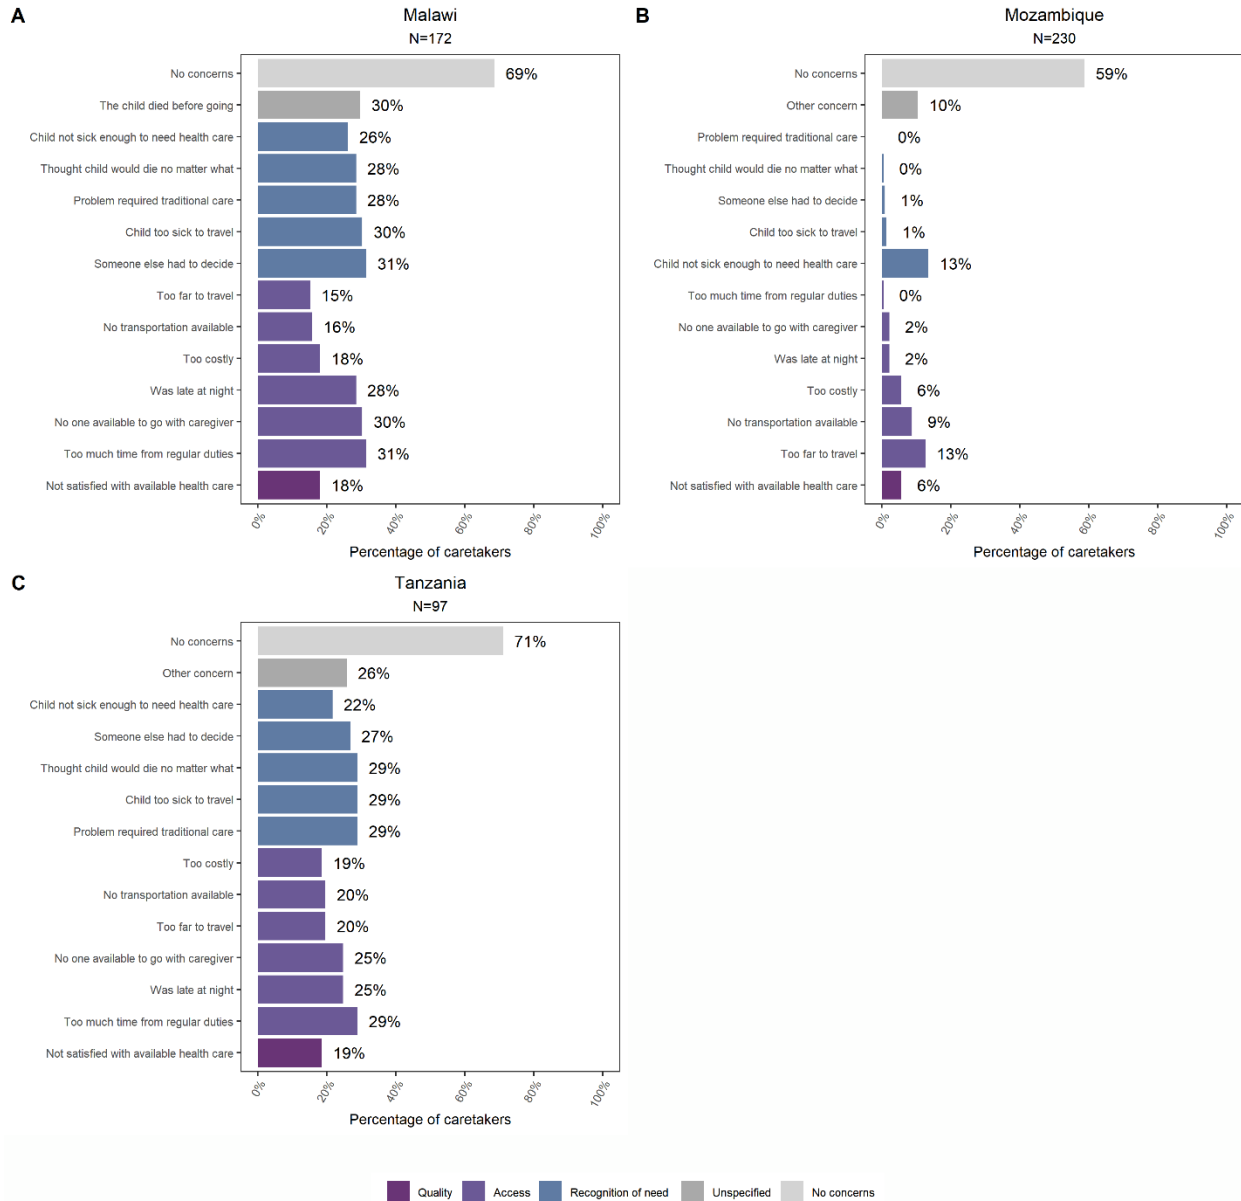 A
Malawi
N=172
No concerns 69%
The child died before going 30%
Child not sick enough to need health care 26%
Thought child would die no matter what 28%
Problem required traditional care 28%
Child too sick to travel 30%
Someone else had to decide 31%
Too far to travel 15%
No transportation available 16%
Too costly 18%
Was late at night 28%
No one available to go with caregiver 30%
Too much time from regular duties 31%
Not satisfied with available health care 18%
0% 20% 40% 60% 80% 100%
Percentage of caretakers
B
Mozambique
N=230
No concerns 59%
Other concern 10%
Problem required traditional care 0%
Thought child would die no matter what 0%
Someone else had to decide 1%
Child too sick to travel 1%
Child not sick enough to need health care 13%
Too much time from regular duties 0%
No one available to go with caregiver 2%
Was late at night 2%
Too costly 6%
No transportation available 9%
Too far to travel 13%
Not satisfied with available health care 6%
0% 20% 40% 60% 80% 100%
Percentage of caretakers
C
Tanzania
N=97
No concerns 71%
Other concern 26%
Child not sick enough to need health care 22%
Someone else had to decide 27%
Thought child would die no matter what 29%
Child too sick to travel 29%
Problem required traditional care 29%
Too costly 19%
No transportation available 20%
Too far to travel 20%
No one available to go with caregiver 25%
Was late at night 25%
Too much time from regular duties 29%
Not satisfied with available health care 19%
0% 20% 40% 60% 80% 100%
Percentage of caretakers
Quality Access Recognition of need Unspecified No concerns